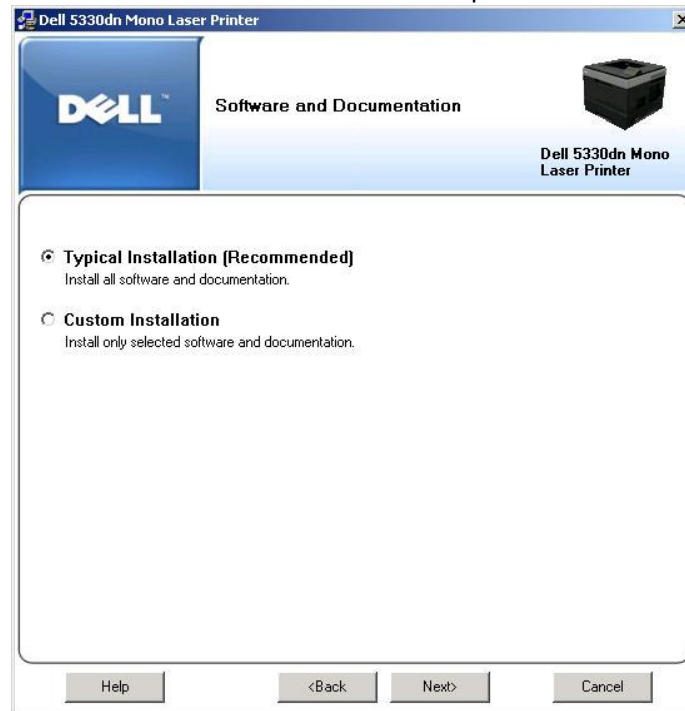 Dell 5330dn Mono Laser Printer
DELL™
Software and Documentation
Dell 5330dn Mono
Laser Printer
Typical Installation (Recommended)
Install all software and documentation.
Custom Installation
Install only selected software and documentation.
Help
<Back
Next>
Cancel